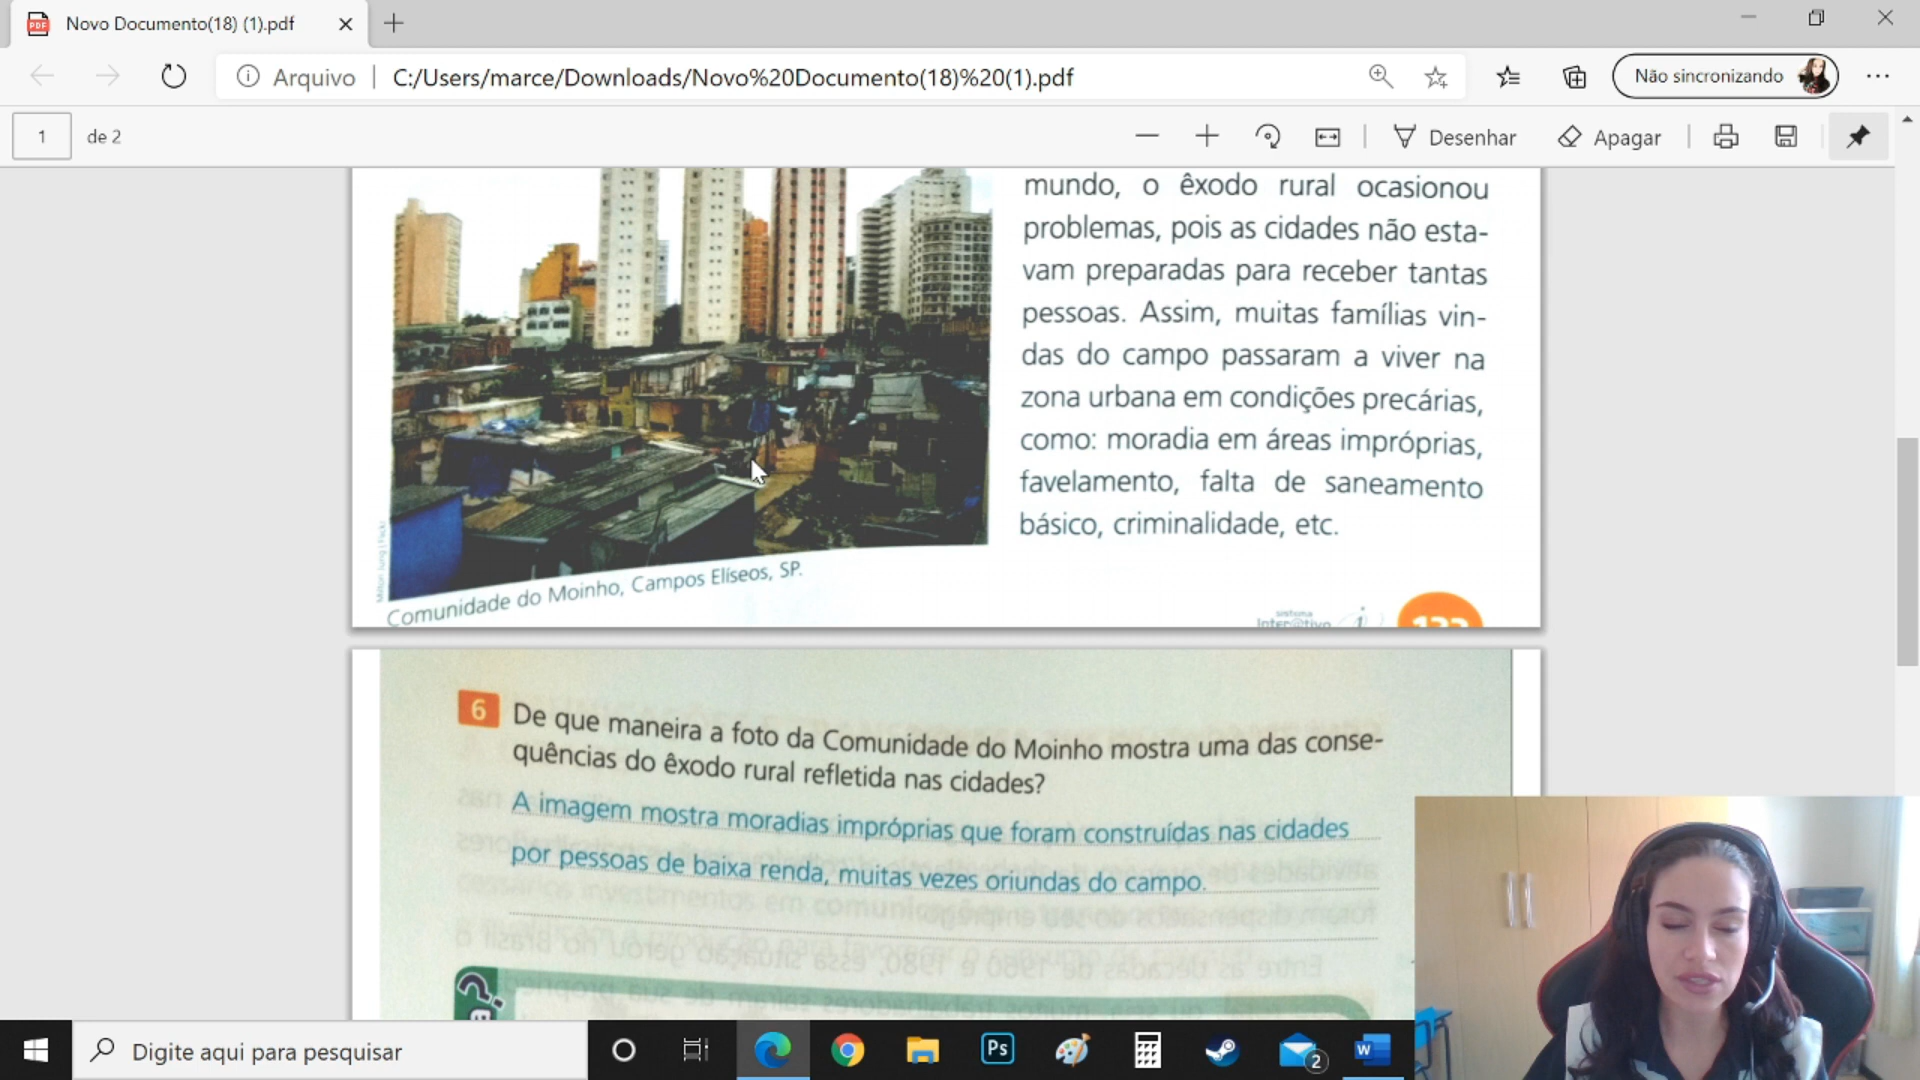 Novo Documento(18) (1).pdf
Arquivo | C:/Users/marce/Downloads/Novo%20Documento(18)%20(1).pdf
Não sincronizando
1 de 2
Desenhar
Apagar
mundo, o êxodo rural ocasionou
problemas, pois as cidades não esta-
vam preparadas para receber tantas
pessoas. Assim, muitas famílias vin-
das do campo passaram a viver na
zona urbana em condições precárias,
como: moradia em áreas impróprias,
favelamento, falta de saneamento
básico, criminalidade, etc.
Comunidade do Moinho, Campos Elíseos, SP.
sistema
Inter@tivo
6 De que maneira a foto da Comunidade do Moinho mostra uma das conse-
quências do êxodo rural refletida nas cidades?
A imagem mostra moradias impróprias que foram construídas nas cidades
por pessoas de baixa renda, muitas vezes oriundas do campo.
Digite aqui para pesquisar
Ps
2
W